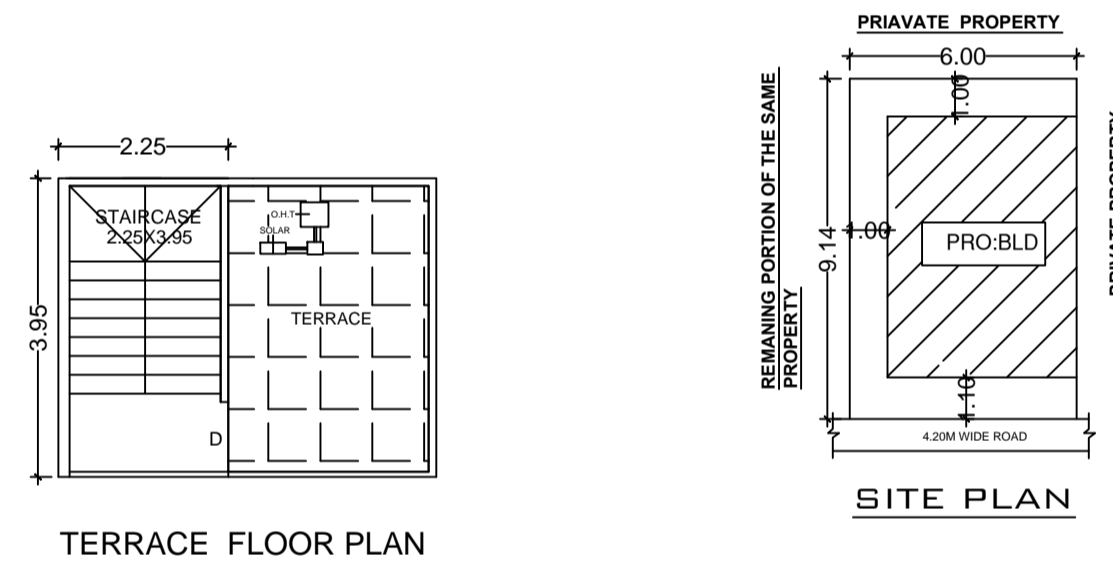 2.25
3.95
STAIRCASE
2.25X3.95
O.H.T
SOLAR
TERRACE
D
TERRACE FLOOR PLAN
PRIAVATE PROPERTY
6.00
1.00
REMANING PORTION OF THE SAME
PROPERTY
9.14
1.00
PRO:BLD
PRIVATE PROPERTY
1.10
4.20M WIDE ROAD
SITE PLAN